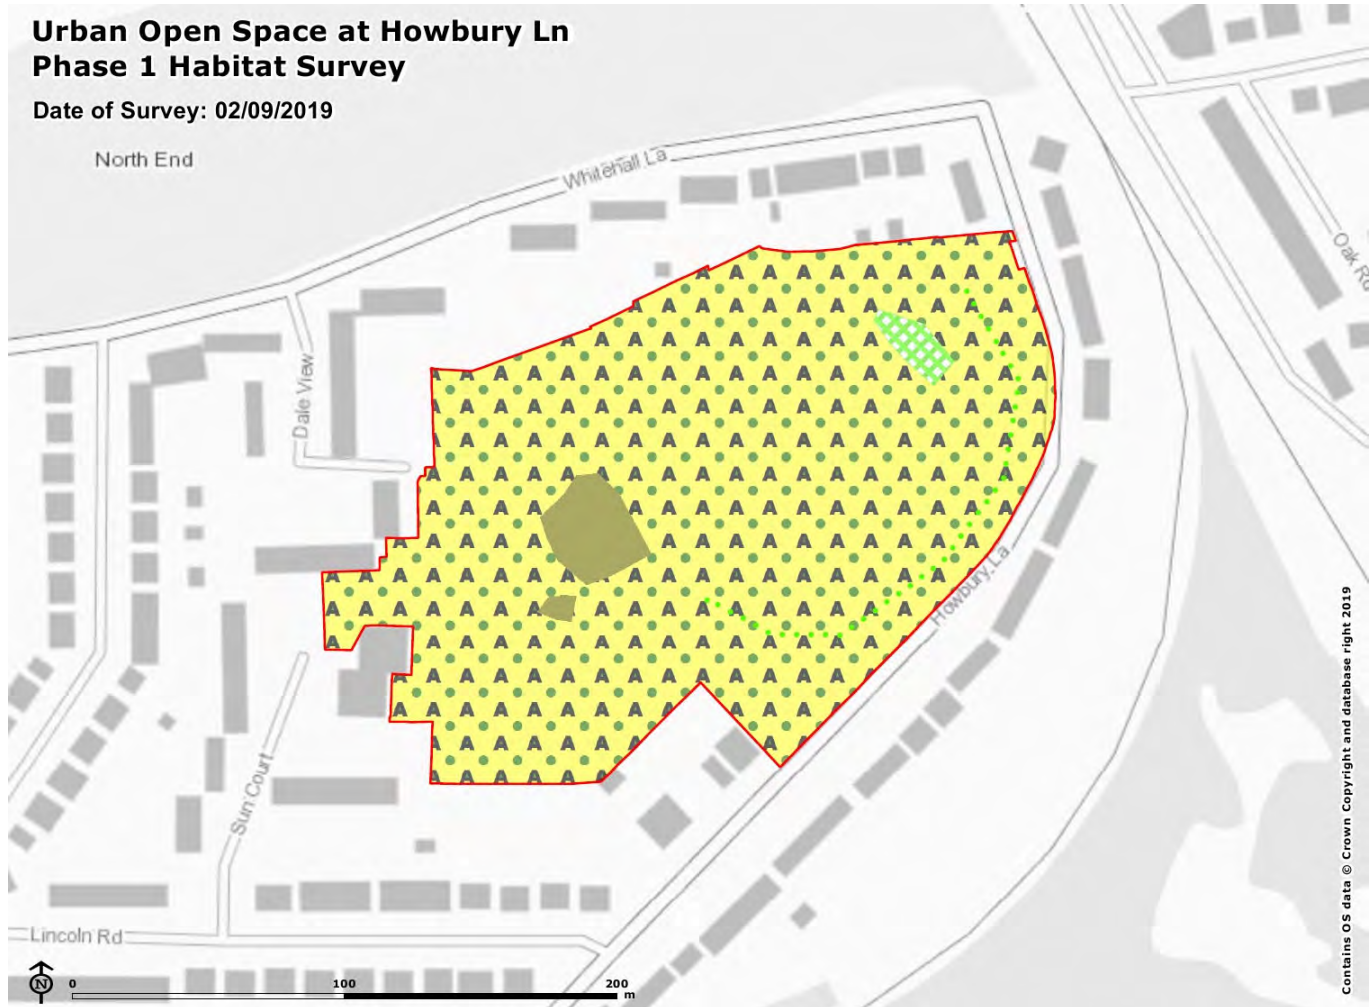 Urban Open Space at Howbury Ln
Phase 1 Habitat Survey
Date of Survey: 02/09/2019
North End
Whitehall La
Oak Rd
Dale View
Howbury La
Sun Court
Lincoln Rd
N
0 100 200 m
Contains OS data © Crown Copyright and database right 2019